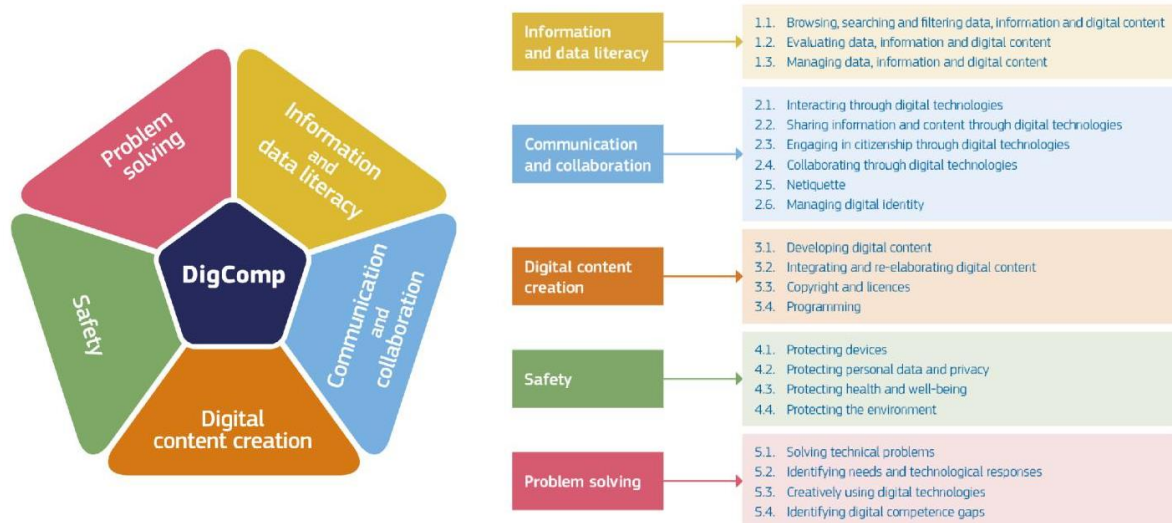 Problem
solving
Information
and
data literacy
DigComp
Safety
Communication
and
collaboration
Digital
content creation
Information
and data literacy
1.1. Browsing, searching and filtering data, information and digital content
1.2. Evaluating data, information and digital content
1.3. Managing data, information and digital content
Communication
and collaboration
2.1. Interacting through digital technologies
2.2. Sharing information and content through digital technologies
2.3. Engaging in citizenship through digital technologies
2.4. Collaborating through digital technologies
2.5. Netiquette
2.6. Managing digital identity
Digital content
creation
3.1. Developing digital content
3.2. Integrating and re-elaborating digital content
3.3. Copyright and licences
3.4. Programming
Safety
4.1. Protecting devices
4.2. Protecting personal data and privacy
4.3. Protecting health and well-being
4.4. Protecting the environment
Problem solving
5.1. Solving technical problems
5.2. Identifying needs and technological responses
5.3. Creatively using digital technologies
5.4. Identifying digital competence gaps